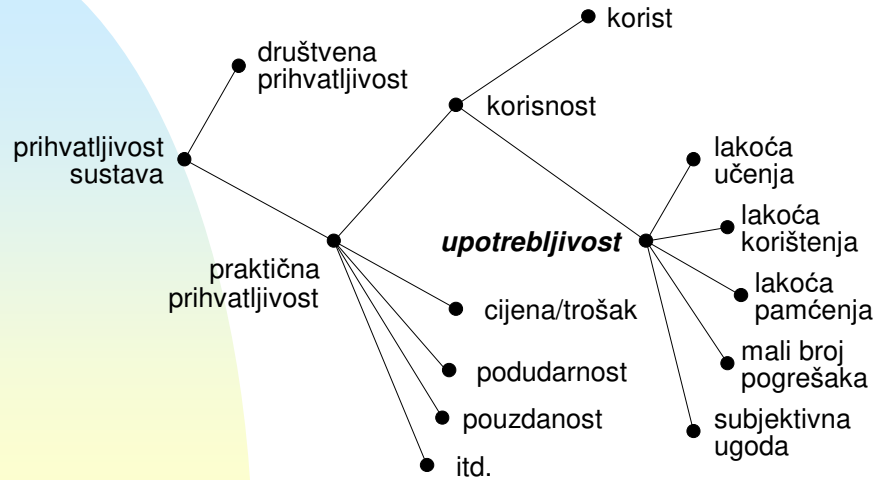 korist
društvena
prihvatljivost
korisnost
prihvatljivost
sustava
lakoća
učenja
upotrebljivost
lakoća
korištenja
praktična
prihvatljivost
lakoća
pamćenja
cijena/trošak
mali broj
pogrešaka
podudarnost
pouzdanost
subjektivna
ugoda
itd.